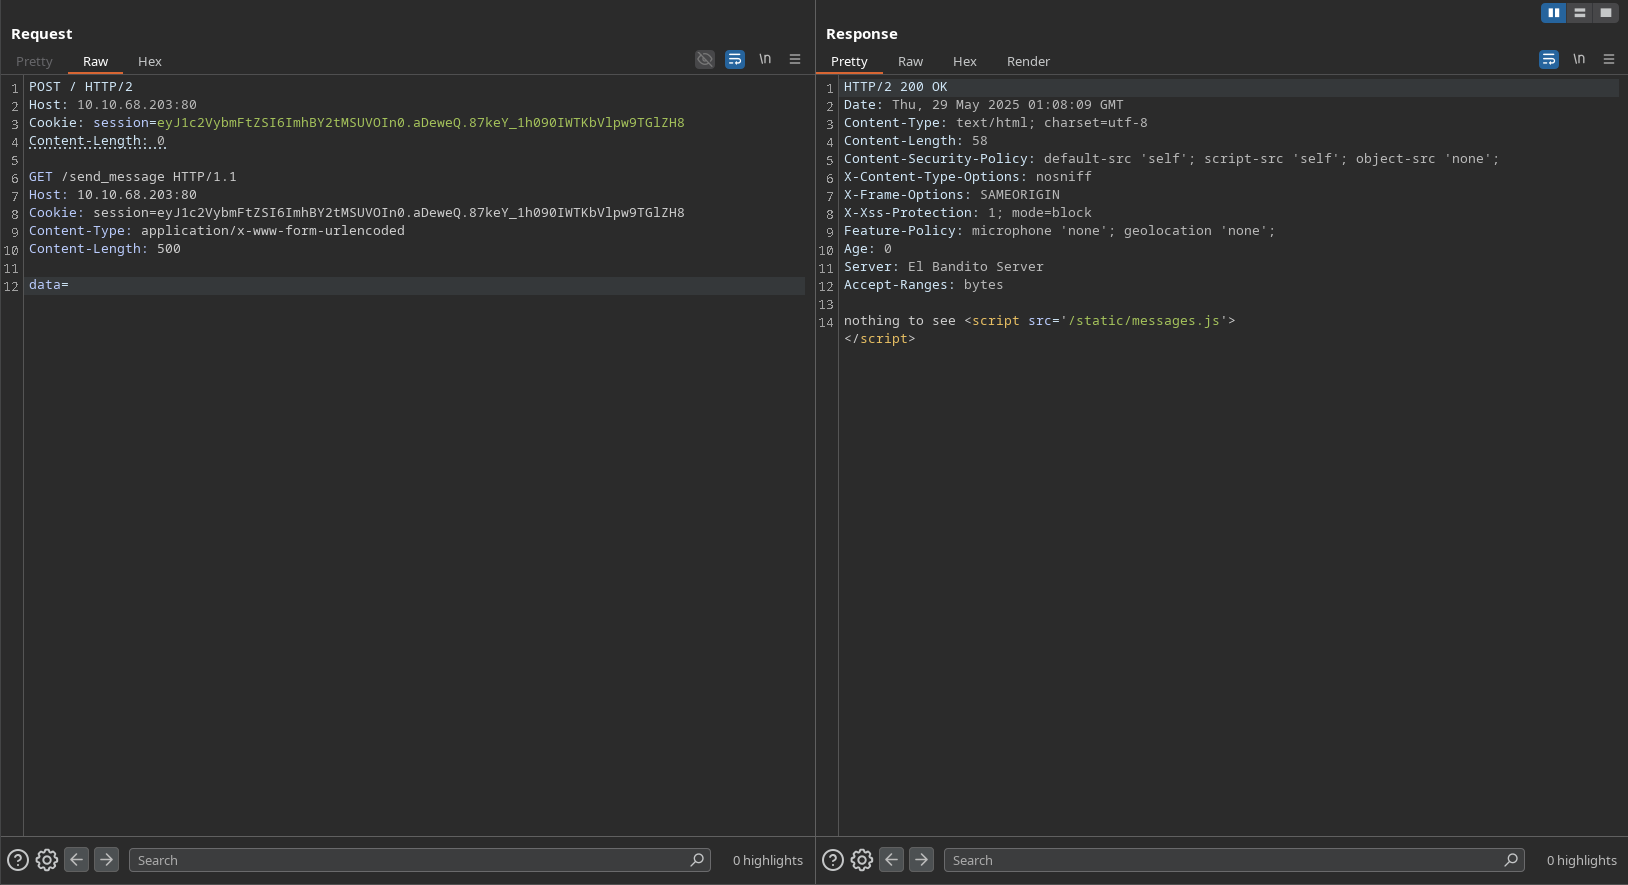 Request
Pretty Raw Hex \n
1 POST / HTTP/2
2 Host: 10.10.68.203:80
3 Cookie: session=eyJ1c2VybmFtZSI6ImhBY2tMSUVOIn0.aDeweQ.87keY_1h090IWTKbVlpw9TGlZH8
4 Content-Length: 0
5
6 GET /send_message HTTP/1.1
7 Host: 10.10.68.203:80
8 Cookie: session=eyJ1c2VybmFtZSI6ImhBY2tMSUVOIn0.aDeweQ.87keY_1h090IWTKbVlpw9TGlZH8
9 Content-Type: application/x-www-form-urlencoded
10 Content-Length: 500
11
12 data=
Search 0 highlights
Response
Pretty Raw Hex Render \n
1 HTTP/2 200 OK
2 Date: Thu, 29 May 2025 01:08:09 GMT
3 Content-Type: text/html; charset=utf-8
4 Content-Length: 58
5 Content-Security-Policy: default-src 'self'; script-src 'self'; object-src 'none';
6 X-Content-Type-Options: nosniff
7 X-Frame-Options: SAMEORIGIN
8 X-Xss-Protection: 1; mode=block
9 Feature-Policy: microphone 'none'; geolocation 'none';
10 Age: 0
11 Server: El Bandito Server
12 Accept-Ranges: bytes
13
14 nothing to see <script src='/static/messages.js'>
</script>
Search 0 highlights